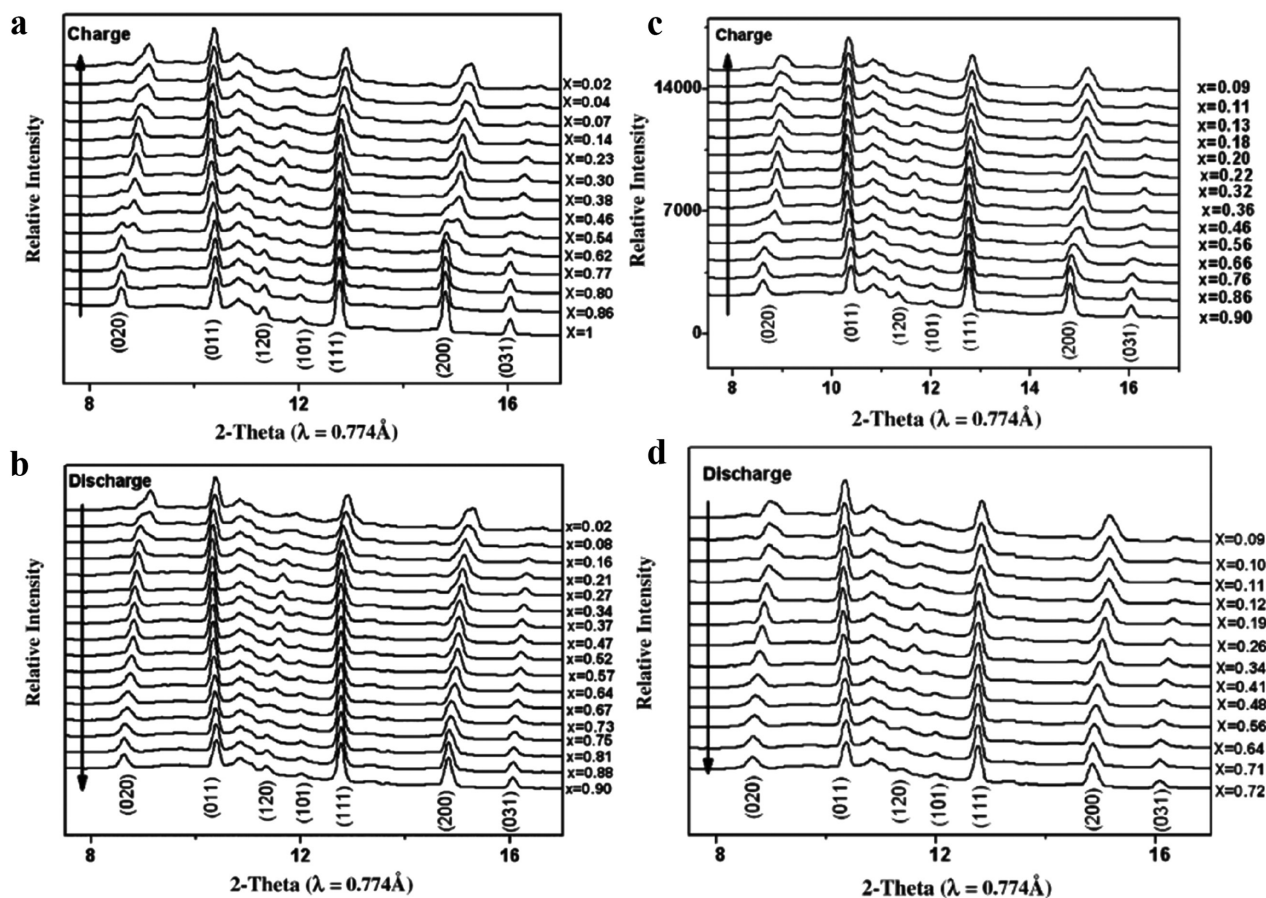 a
Charge
X=0.02
X=0.04
X=0.07
X=0.14
X=0.23
X=0.30
X=0.38
X=0.46
X=0.54
X=0.62
X=0.77
X=0.80
X=0.86
X=1
(020)
(011)
(120)
(101)
(111)
(200)
(031)
Relative Intensity
8
12
16
2-Theta (λ = 0.774Å)
c
Charge
14000
7000
0
x=0.09
x=0.11
x=0.13
x=0.18
x=0.20
x=0.22
x=0.32
x=0.36
x=0.46
x=0.56
x=0.66
x=0.76
x=0.86
x=0.90
(020)
(011)
(120)
(101)
(111)
(200)
(031)
Relative Intensity
8
10
12
14
16
2-Theta (λ = 0.774Å)
b
Discharge
x=0.02
x=0.08
x=0.16
x=0.21
x=0.27
x=0.34
x=0.37
x=0.47
x=0.52
x=0.57
x=0.64
x=0.67
x=0.73
x=0.75
x=0.81
x=0.88
x=0.90
(020)
(011)
(120)
(101)
(111)
(200)
(031)
Relative Intensity
8
12
16
2-Theta (λ = 0.774Å)
d
Discharge
X=0.09
X=0.10
X=0.11
X=0.12
X=0.19
X=0.26
X=0.34
X=0.41
X=0.48
X=0.56
X=0.64
X=0.71
X=0.72
(020)
(011)
(120)
(101)
(111)
(200)
(031)
Relative Intensity
8
12
16
2-Theta (λ = 0.774Å)